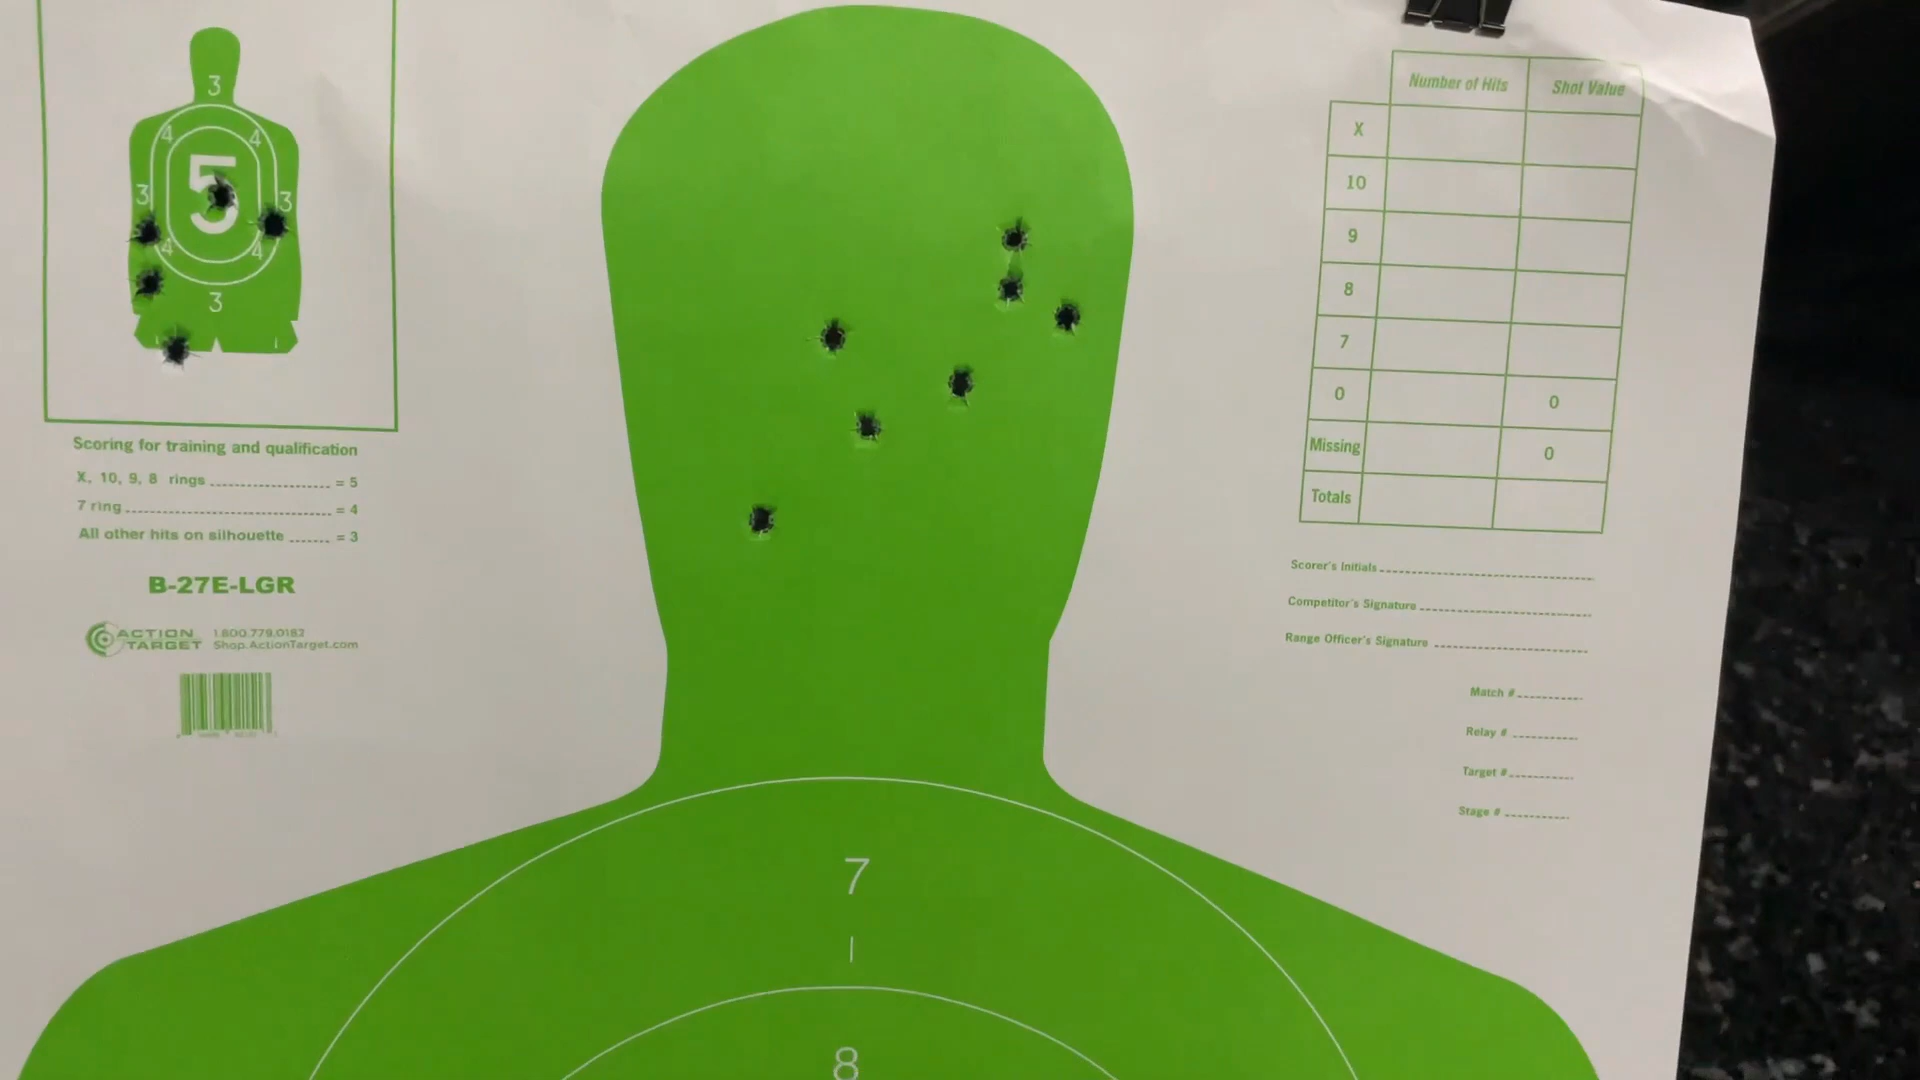 3
4 4
5
3 3
4 4
3
Scoring for training and qualification
X, 10, 9, 8 rings = 5
7 ring = 4
All other hits on silhouette = 3
B-27E-LGR
ACTION TARGET
1.800.779.0182
Shop.ActionTarget.com
7
8
Number of Hits Shot Value
X
10
9
8
7
0 0
Missing 0
Totals
Scorer's Initials
Competitor's Signature
Range Officer's Signature
Match #
Relay #
Target #
Stage #